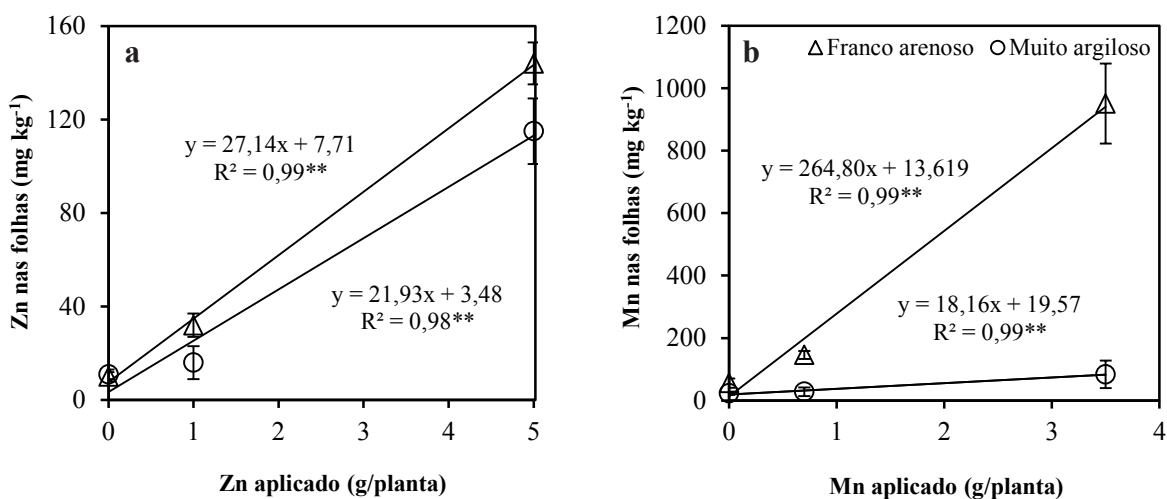 a
Zn nas folhas (mg kg⁻¹)
160
120
80
40
0
y = 27,14x + 7,71
R² = 0,99**
y = 21,93x + 3,48
R² = 0,98**
0 1 2 3 4 5
Zn aplicado (g/planta)
b
Franco arenoso Muito argiloso
Mn nas folhas (mg kg⁻¹)
1200
1000
800
600
400
200
0
y = 264,80x + 13,619
R² = 0,99**
y = 18,16x + 19,57
R² = 0,99**
0 1 2 3 4
Mn aplicado (g/planta)